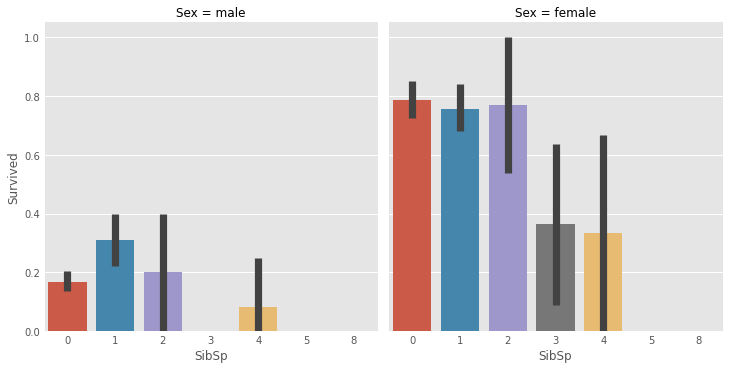 Sex = male
Sex = female
1.0
0.8
0.6
0.4
0.2
0.0
Survived
0 1 2 3 4 5 8
0 1 2 3 4 5 8
SibSp
SibSp